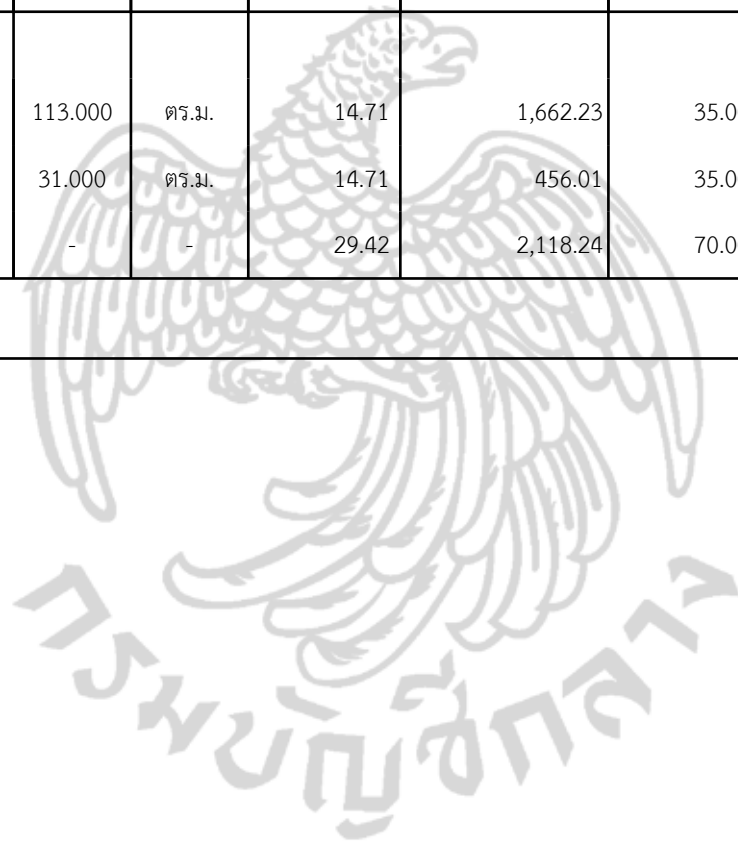 113.000 ตร.ม. 14.71 1,662.23 35.0
31.000 ตร.ม. 14.71 456.01 35.0
- - 29.42 2,118.24 70.0
กรมบัญชีกลาง